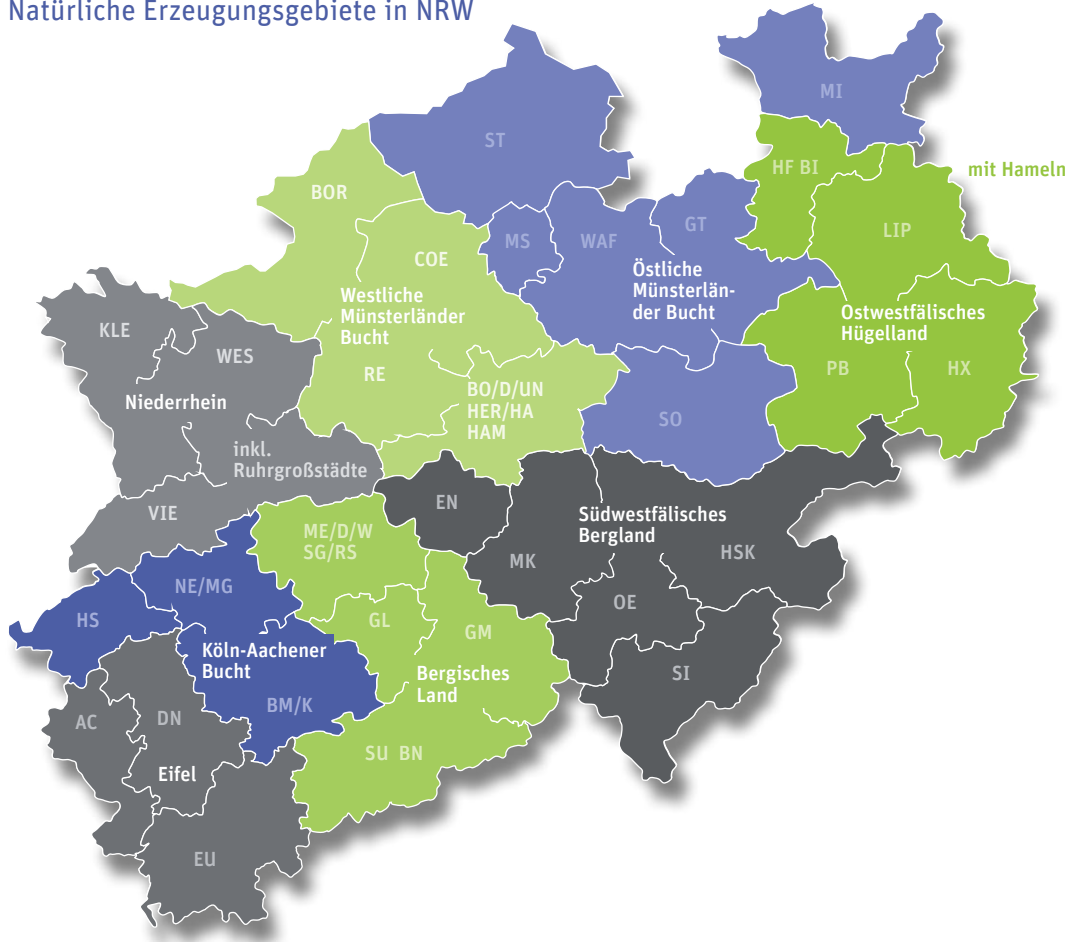 Natürliche Erzeugungsgebiete in NRW
MI
ST
HF BI
mit Hameln
BOR
LIP
GT
MS
WAF
COE
Östliche
Münsterlän-
der Bucht
Westliche
Münsterländer
Bucht
Ostwestfälisches
Hügelland
KLE
WES
RE
PB
HX
BO/D/UN
HER/HA
HAM
Niederrhein
SO
inkl.
Ruhrgroßstädte
EN
VIE
Südwestfälisches
Bergland
ME/D/W
SG/RS
HSK
MK
NE/MG
OE
HS
GL
GM
Köln-Aachener
Bucht
Bergisches
Land
SI
BM/K
AC
DN
SU BN
Eifel
EU